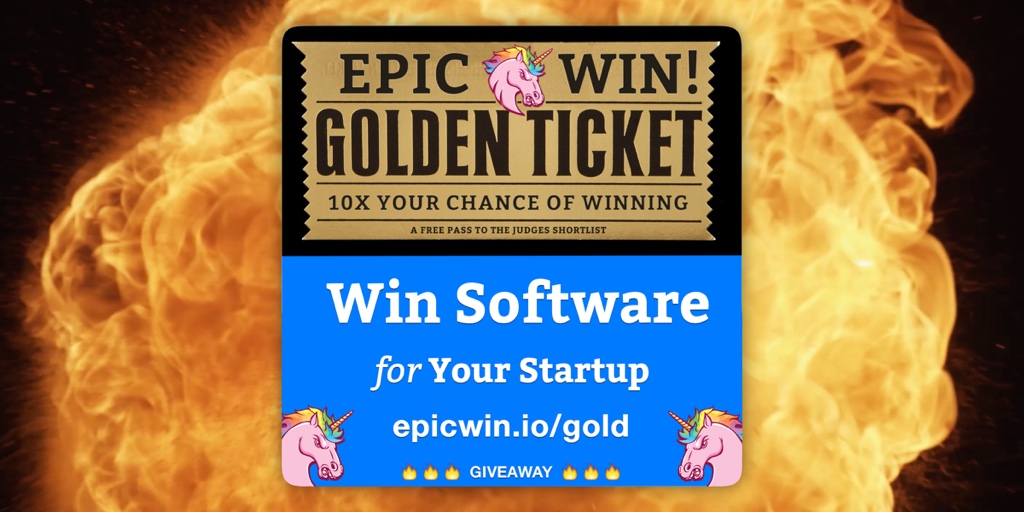 EPIC WIN!
GOLDEN TICKET
10X YOUR CHANCE OF WINNING
A FREE PASS TO THE JUDGES SHORTLIST
Win Software
for Your Startup
epicwin.io/gold
🔥🔥🔥 GIVEAWAY 🔥🔥🔥